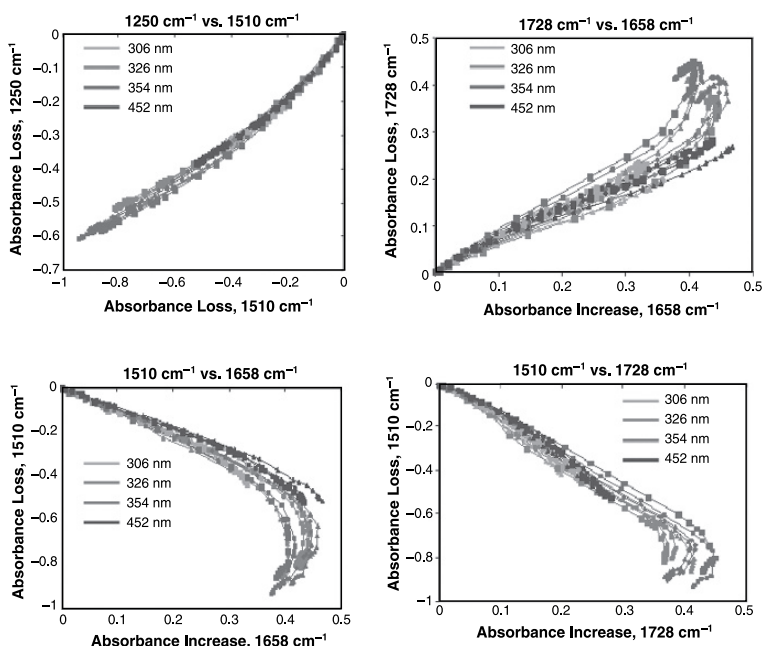 1250 cm⁻¹ vs. 1510 cm⁻¹
Absorbance Loss, 1250 cm⁻¹
0
−0.1
−0.2
−0.3
−0.4
−0.5
−0.6
−0.7
306 nm
326 nm
354 nm
452 nm
−1
−0.8
−0.6
−0.4
−0.2
0
Absorbance Loss, 1510 cm⁻¹
1728 cm⁻¹ vs. 1658 cm⁻¹
Absorbance Loss, 1728 cm⁻¹
0.5
0.4
0.3
0.2
0.1
0
306 nm
326 nm
354 nm
452 nm
0
0.1
0.2
0.3
0.4
0.5
Absorbance Increase, 1658 cm⁻¹
1510 cm⁻¹ vs. 1658 cm⁻¹
Absorbance Loss, 1510 cm⁻¹
0
−0.2
−0.4
−0.6
−0.8
−1
306 nm
326 nm
354 nm
452 nm
0
0.1
0.2
0.3
0.4
0.5
Absorbance Increase, 1658 cm⁻¹
1510 cm⁻¹ vs. 1728 cm⁻¹
Absorbance Loss, 1510 cm⁻¹
0
−0.2
−0.4
−0.6
−0.8
−1
306 nm
326 nm
354 nm
452 nm
0
0.1
0.2
0.3
0.4
0.5
Absorbance Increase, 1728 cm⁻¹